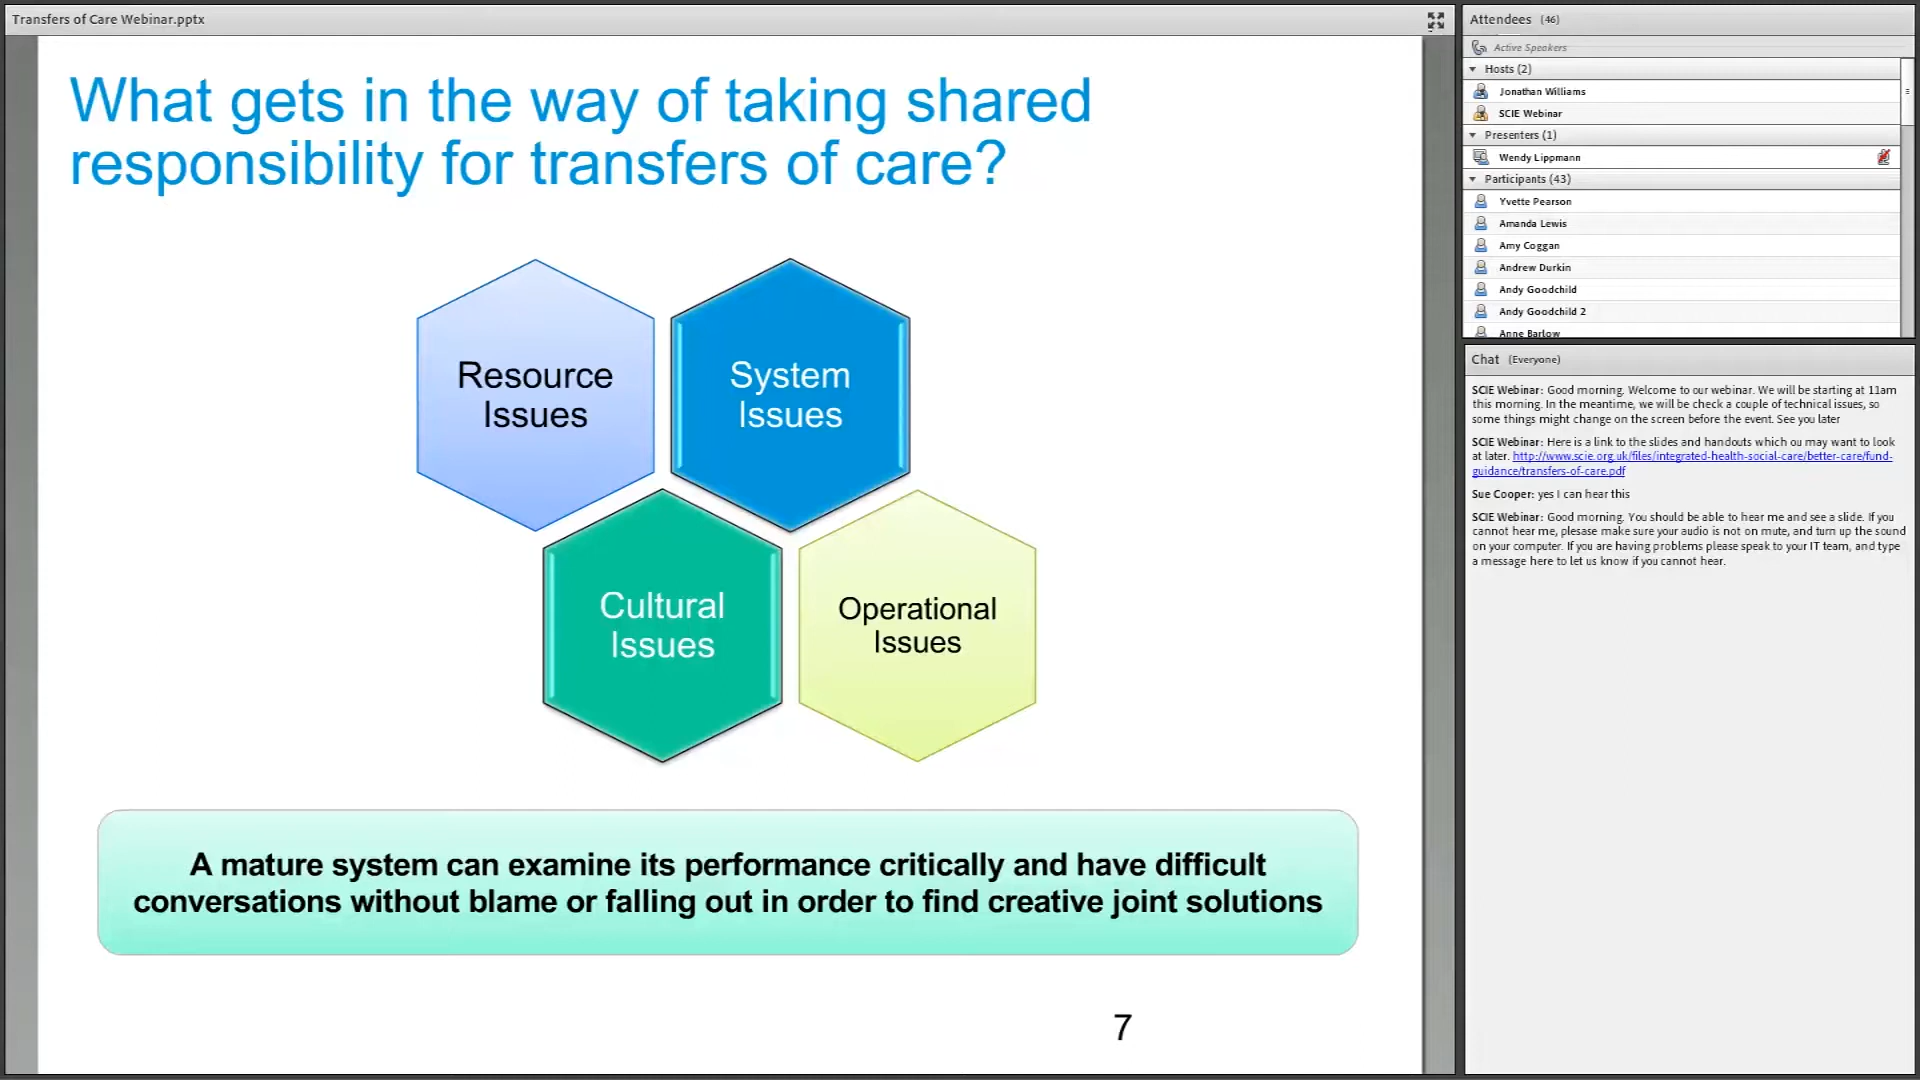 Transfers of Care Webinar.pptx
What gets in the way of taking shared
responsibility for transfers of care?
Resource
Issues
System
Issues
Cultural
Issues
Operational
Issues
A mature system can examine its performance critically and have difficult
conversations without blame or falling out in order to find creative joint solutions
7
Attendees (46)
Active Speakers
Hosts (2)
Jonathan Williams
SCIE Webinar
Presenters (1)
Wendy Lippmann
Participants (43)
Yvette Pearson
Amanda Lewis
Amy Coggan
Andrew Durkin
Andy Goodchild
Andy Goodchild 2
Anne Barlow
Chat (Everyone)
SCIE Webinar: Good morning. Welcome to our webinar. We will be starting at 11am
this morning. In the meantime, we will be check a couple of technical issues, so
some things might change on the screen before the event. See you later
SCIE Webinar: Here is a link to the slides and handouts which ou may want to look
at later. http://www.scie.org.uk/files/integrated-health-social-care/better-care/fund-
guidance/transfers-of-care.pdf
Sue Cooper: yes I can hear this
SCIE Webinar: Good morning. You should be able to hear me and see a slide. If you
cannot hear me, plesase make sure your audio is not on mute, and turn up the sound
on your computer. If you are having problems please speak to your IT team, and type
a message here to let us know if you cannot hear.